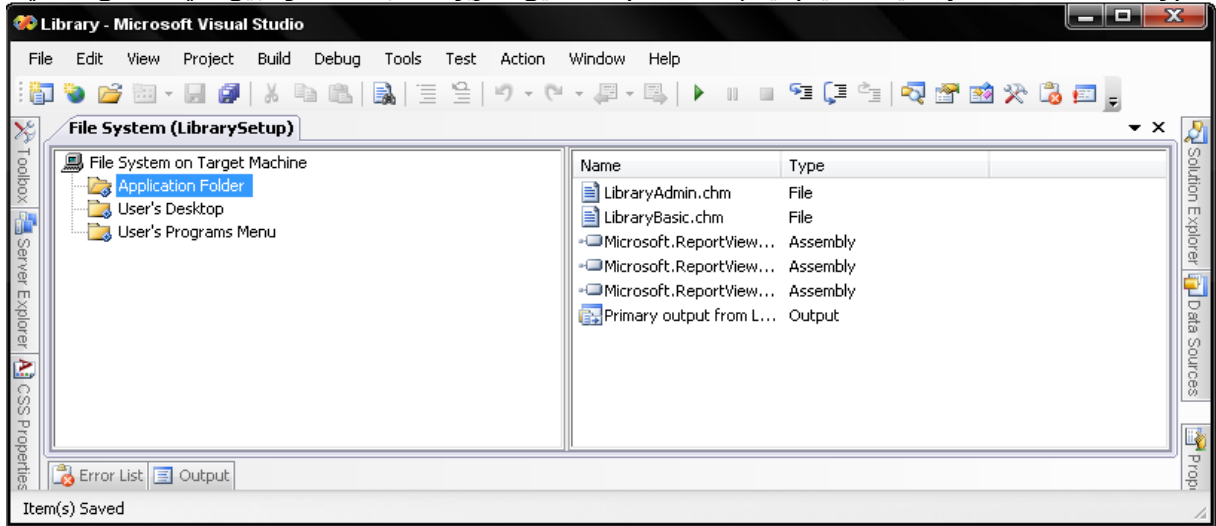 Library - Microsoft Visual Studio
File Edit View Project Build Debug Tools Test Action Window Help
File System (LibrarySetup)
File System on Target Machine
Application Folder
User's Desktop
User's Programs Menu
Name Type
LibraryAdmin.chm File
LibraryBasic.chm File
Microsoft.ReportView... Assembly
Microsoft.ReportView... Assembly
Microsoft.ReportView... Assembly
Primary output from L... Output
Toolbox
Server Explorer
CSS Properties
Solution Explorer
Data Sources
Prope
Error List Output
Item(s) Saved